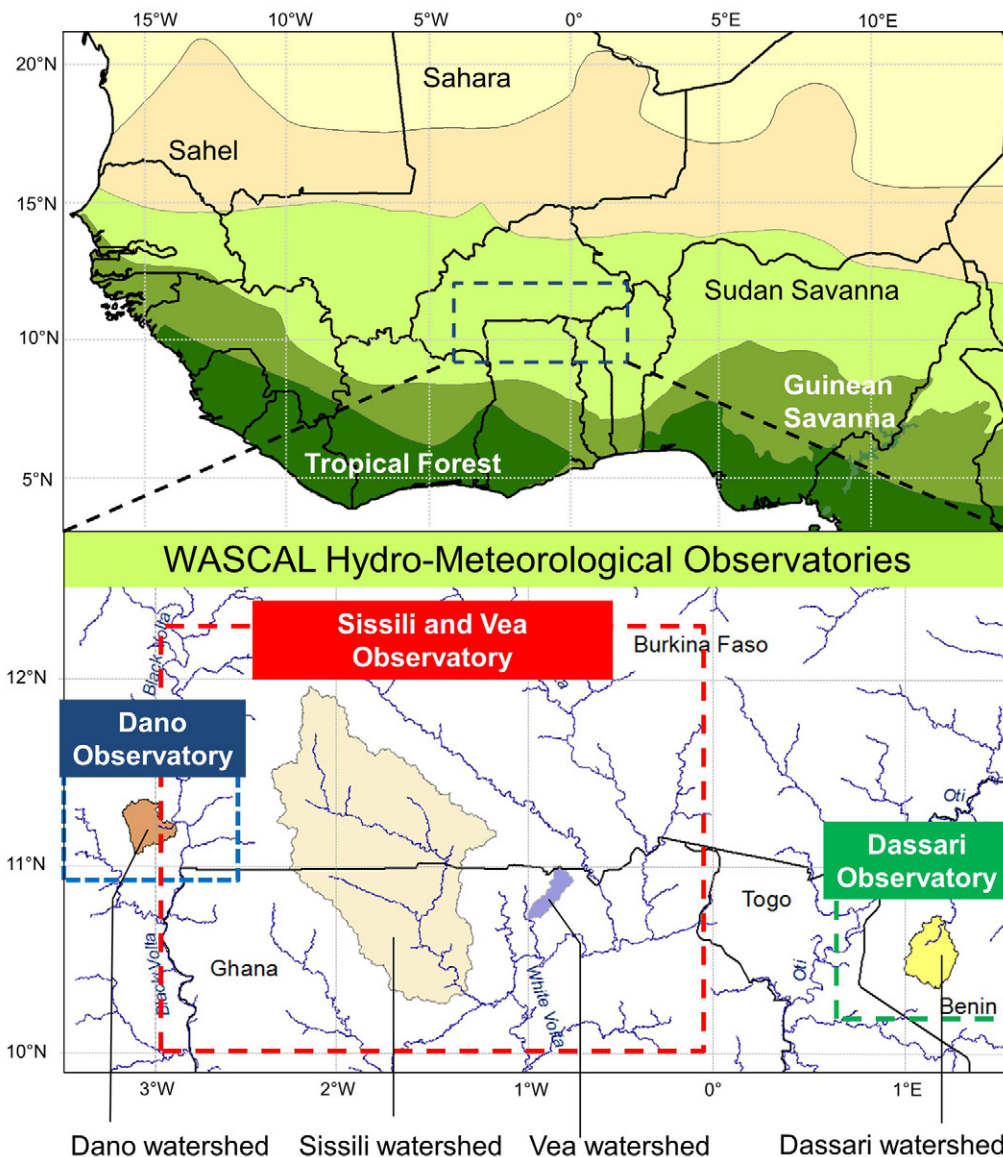 15°W 10°W 5°W 0° 5°E 10°E
20°N
Sahara
Sahel
15°N
Sudan Savanna
10°N
Guinean
Savanna
Tropical Forest
5°N
WASCAL Hydro-Meteorological Observatories
Sissili and Vea
Observatory
Black Volta
Burkina Faso
12°N
Dano
Observatory
Oti
11°N
Dassari
Observatory
Togo
Ghana
Black Volta
White Volta
Oti
Benin
10°N
3°W 2°W 1°W 0° 1°E
Dano watershed Sissili watershed Vea watershed Dassari watershed